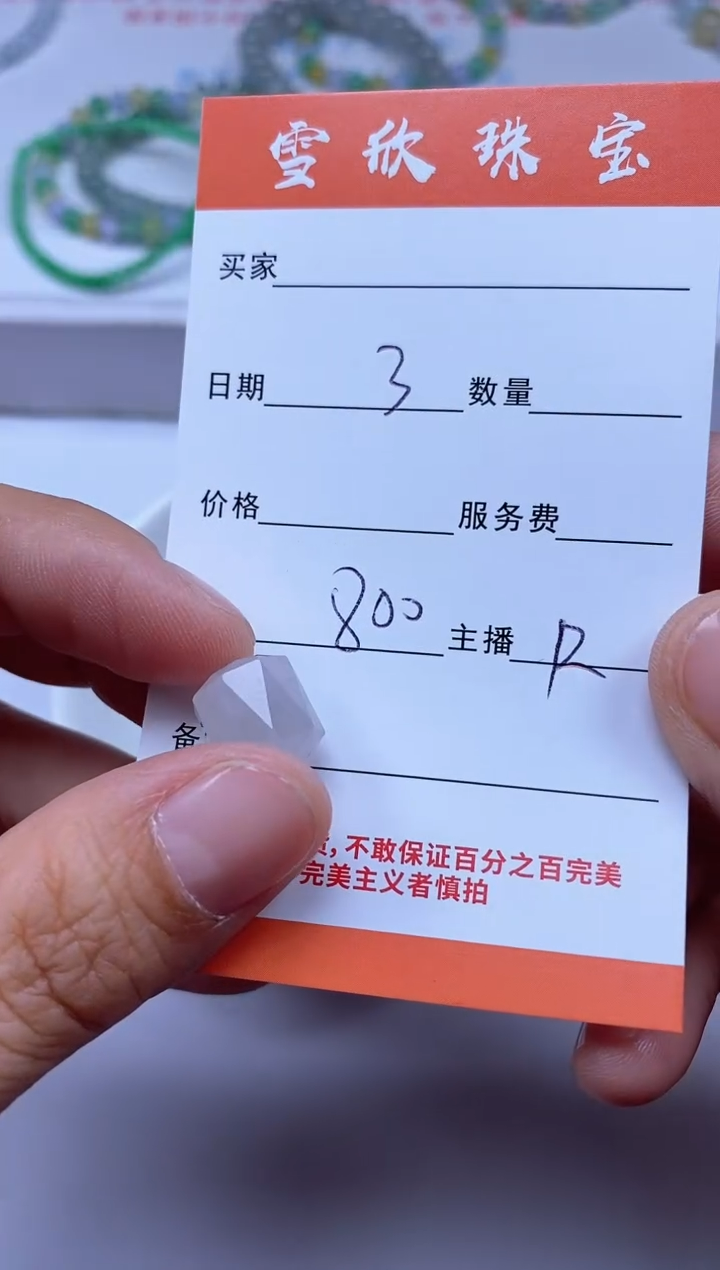 雪欣珠宝
买家
日期 3 数量
价格 服务费
800 主播 R
备
,不敢保证百分之百完美
完美主义者慎拍